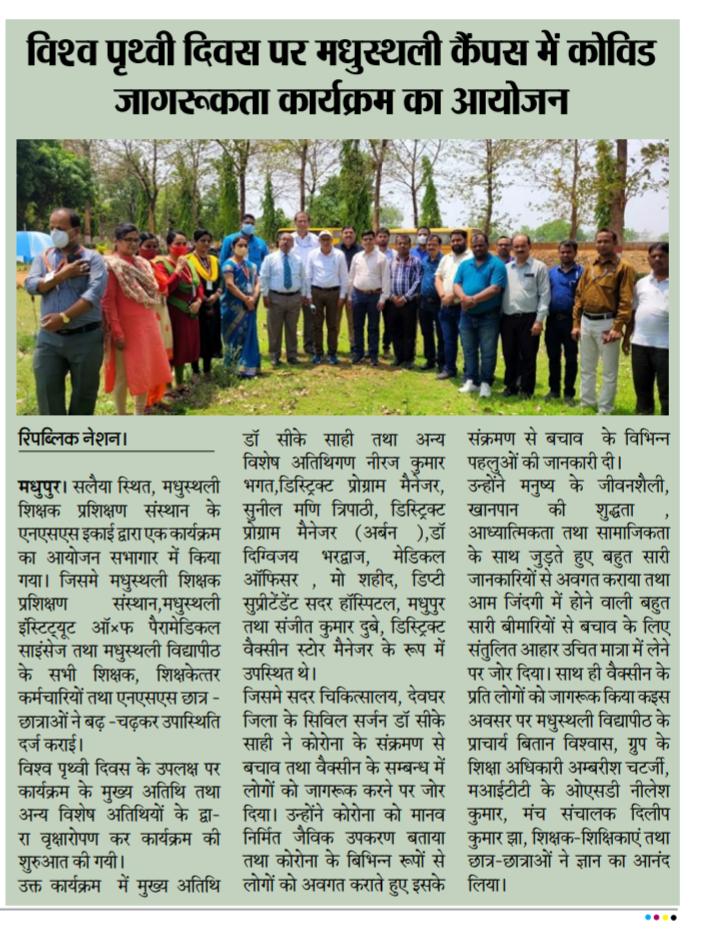 विश्व पृथ्वी दिवस पर मधुस्थली कैंपस में कोविड
जागरूकता कार्यक्रम का आयोजन
रिपब्लिक नेशन।
मधुपुर। सलैया स्थित, मधुस्थली
शिक्षक प्रशिक्षण संस्थान के
एनएसएस इकाई द्वारा एक कार्यक्रम
का आयोजन सभागार में किया
गया। जिसमे मधुस्थली शिक्षक
प्रशिक्षण संस्थान,मधुस्थली
इंस्टिट्यूट ऑ×फ पैरामेडिकल
साइंसेज तथा मधुस्थली विद्यापीठ
के सभी शिक्षक, शिक्षकेत्तर
कर्मचारियों तथा एनएसएस छात्र -
छात्राओं ने बढ़ -चढ़कर उपास्थिति
दर्ज कराई।
विश्व पृथ्वी दिवस के उपलक्ष पर
कार्यक्रम के मुख्य अतिथि तथा
अन्य विशेष अतिथियों के द्वा-
रा वृक्षारोपण कर कार्यक्रम की
शुरुआत की गयी।
उक्त कार्यक्रम में मुख्य अतिथि
डॉ सीके साही तथा अन्य
विशेष अतिथिगण नीरज कुमार
भगत,डिस्ट्रिक्ट प्रोग्राम मैनेजर,
सुनील मणि त्रिपाठी, डिस्ट्रिक्ट
प्रोग्राम मैनेजर (अर्बन ),डॉ
दिग्विजय भरद्वाज, मेडिकल
ऑफिसर , मो शहीद, डिप्टी
सुप्रीटेंडेंट सदर हॉस्पिटल, मधुपुर
तथा संजीत कुमार दुबे, डिस्ट्रिक्ट
वैक्सीन स्टोर मैनेजर के रूप में
उपस्थित थे।
जिसमे सदर चिकित्सालय, देवघर
जिला के सिविल सर्जन डॉ सीके
साही ने कोरोना के संक्रमण से
बचाव तथा वैक्सीन के सम्बन्ध में
लोगों को जागरूक करने पर जोर
दिया। उन्होंने कोरोना को मानव
निर्मित जैविक उपकरण बताया
तथा कोरोना के बिभिन्न रूपों से
लोगों को अवगत कराते हुए इसके
संक्रमण से बचाव के विभिन्न
पहलुओं की जानकारी दी।
उन्होंने मनुष्य के जीवनशैली,
खानपान की शुद्धता ,
आध्यात्मिकता तथा सामाजिकता
के साथ जुड़ते हुए बहुत सारी
जानकारियों से अवगत कराया तथा
आम जिंदगी में होने वाली बहुत
सारी बीमारियों से बचाव के लिए
संतुलित आहार उचित मात्रा में लेने
पर जोर दिया। साथ ही वैक्सीन के
प्रति लोगों को जागरूक किया कइस
अवसर पर मधुस्थली विद्यापीठ के
प्राचार्य बितान विश्वास, ग्रुप के
शिक्षा अधिकारी अम्बरीश चटर्जी,
मआईटीटी के ओएसडी नीलेश
कुमार, मंच संचालक दिलीप
कुमार झा, शिक्षक-शिक्षिकाएं तथा
छात्र-छात्राओं ने ज्ञान का आनंद
लिया।